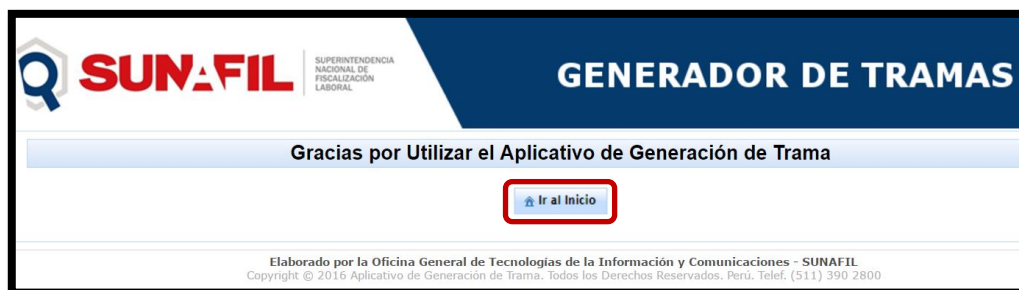 SUNAFIL
SUPERINTENDENCIA
NACIONAL DE
FISCALIZACIÓN
LABORAL
GENERADOR DE TRAMAS
Gracias por Utilizar el Aplicativo de Generación de Trama
Ir al Inicio
Elaborado por la Oficina General de Tecnologías de la Información y Comunicaciones - SUNAFIL
Copyright © 2016 Aplicativo de Generación de Trama. Todos los Derechos Reservados. Perú. Telef. (511) 390 2800